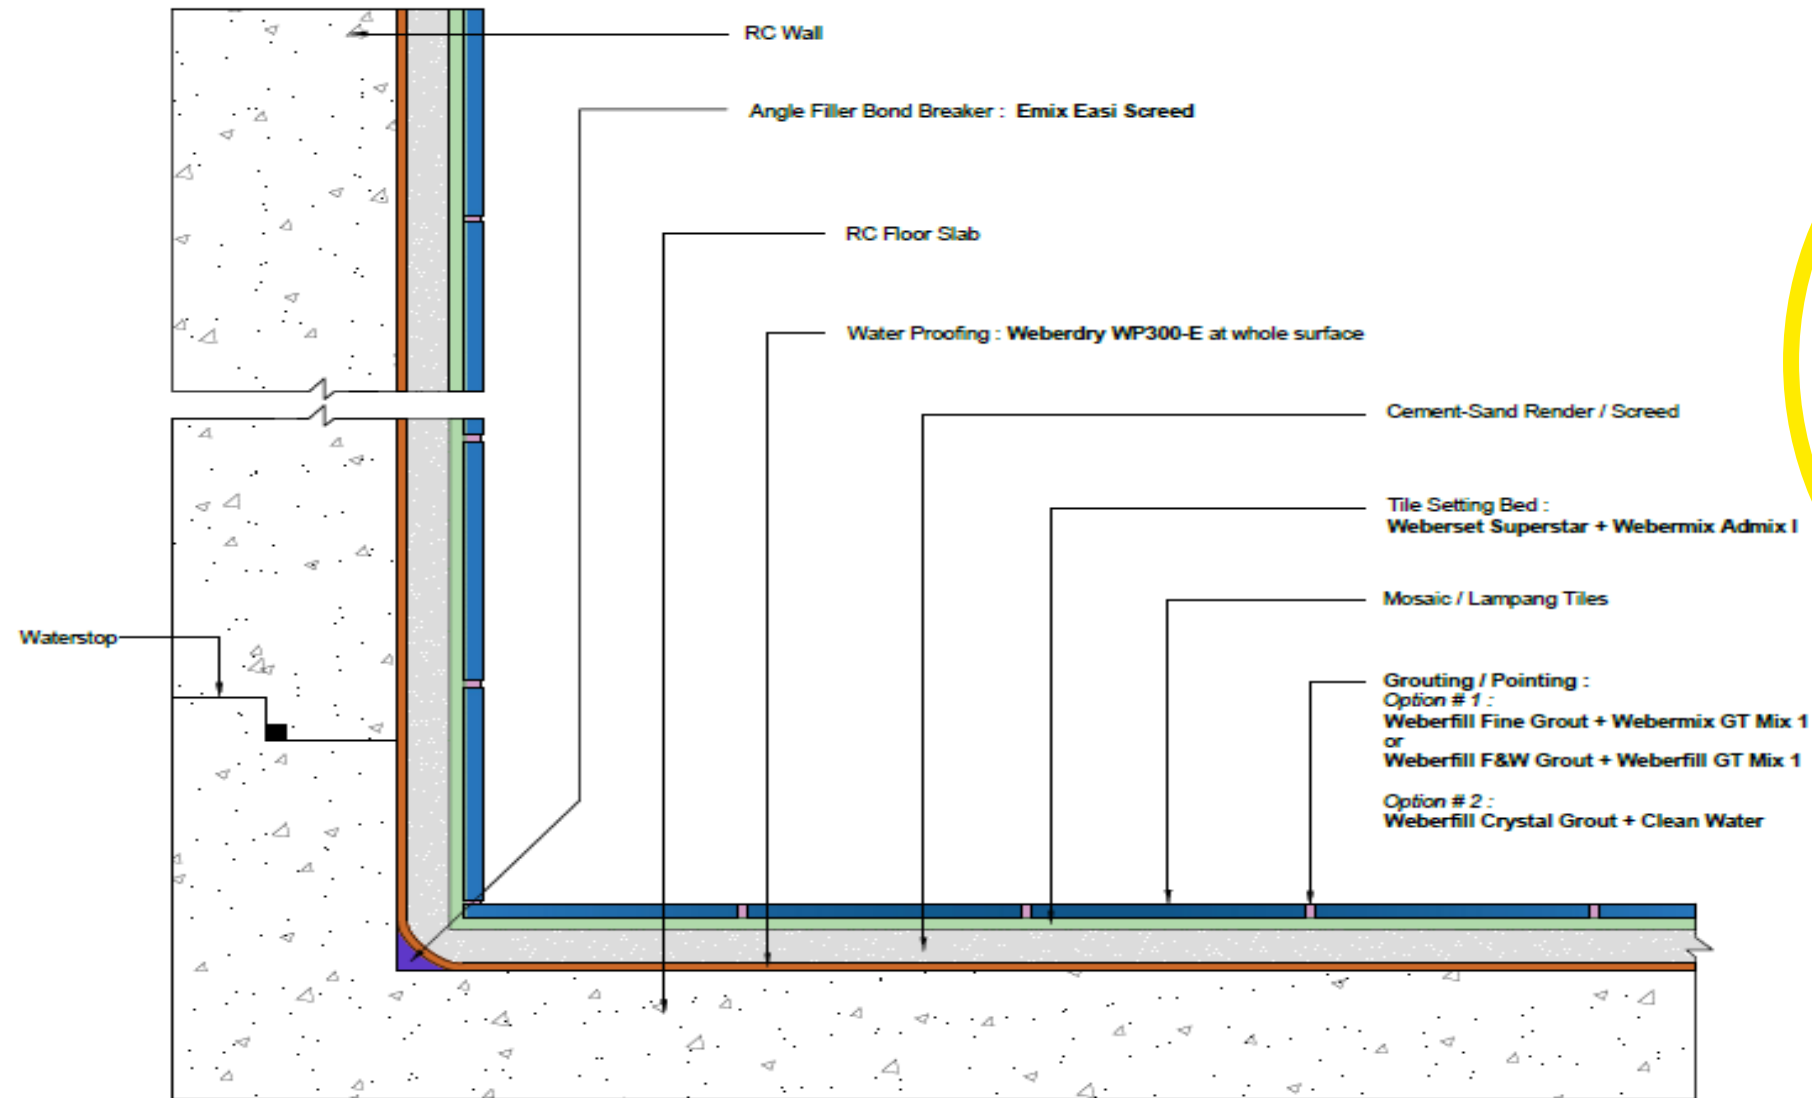 RC Wall
Angle Filler Bond Breaker : Emix Easi Screed
RC Floor Slab
Water Proofing : Weberdry WP300-E at whole surface
Cement-Sand Render / Screed
Tile Setting Bed :
Weberset Superstar + Webermix Admix I
Mosaic / Lampang Tiles
Waterstop
Grouting / Pointing :
Option # 1 :
Weberfill Fine Grout + Webermix GT Mix 1
or
Weberfill F&W Grout + Weberfill GT Mix 1
Option # 2 :
Weberfill Crystal Grout + Clean Water